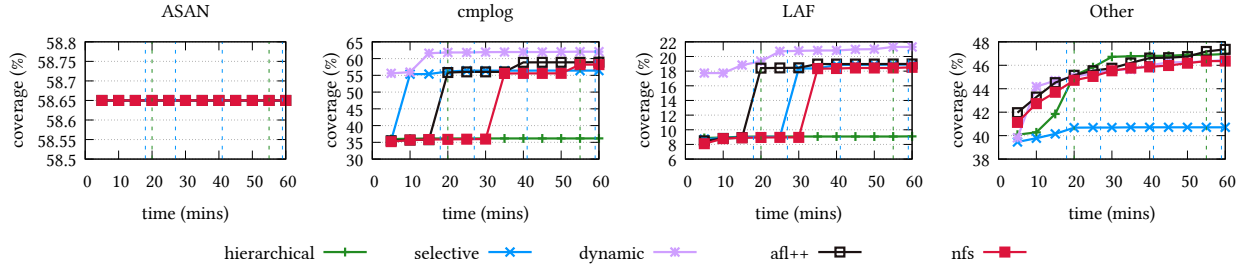 ASAN
cmplog
LAF
Other
58.8
58.75
58.7
58.65
58.6
58.55
58.5
coverage (%)
0 10 20 30 40 50 60
time (mins)
65
60
55
50
45
40
35
30
coverage (%)
0 10 20 30 40 50 60
time (mins)
22
20
18
16
14
12
10
8
6
coverage (%)
0 10 20 30 40 50 60
time (mins)
48
46
44
42
40
38
coverage (%)
0 10 20 30 40 50 60
time (mins)
hierarchical selective dynamic afl++ nfs